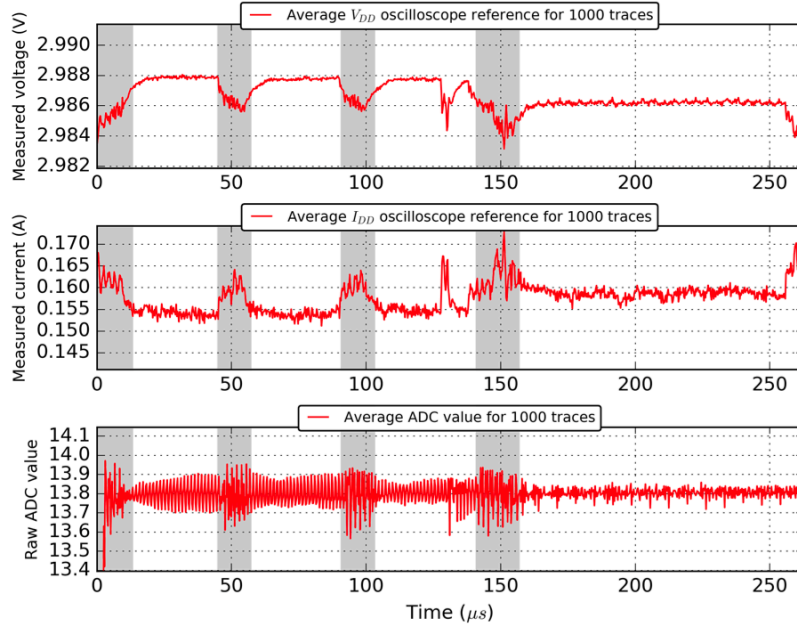 Average V_DD oscilloscope reference for 1000 traces
Measured voltage (V)
2.990
2.988
2.986
2.984
2.982
0 50 100 150 200 250
Average I_DD oscilloscope reference for 1000 traces
Measured current (A)
0.170
0.165
0.160
0.155
0.150
0.145
0 50 100 150 200 250
Average ADC value for 1000 traces
Raw ADC value
14.1
14.0
13.9
13.8
13.7
13.6
13.5
13.4
0 50 100 150 200 250
Time (μs)